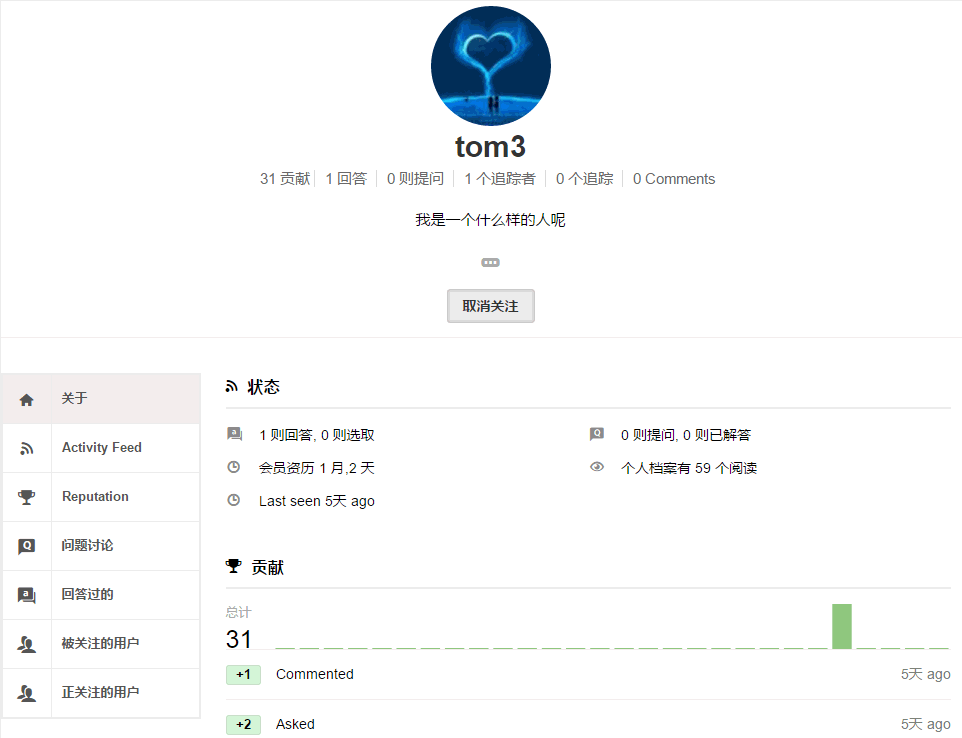 tom3
31 贡献 1 回答 0 则提问 1 个追踪者 0 个追踪 0 Comments
我是一个什么样的人呢
取消关注
关于
Activity Feed
Reputation
问题讨论
回答过的
被关注的用户
正关注的用户
状态
1 则回答, 0 则选取 0 则提问, 0 则已解答
会员资历 1 月,2 天 个人档案有 59 个阅读
Last seen 5天 ago
贡献
总计
31
+1 Commented 5天 ago
+2 Asked 5天 ago